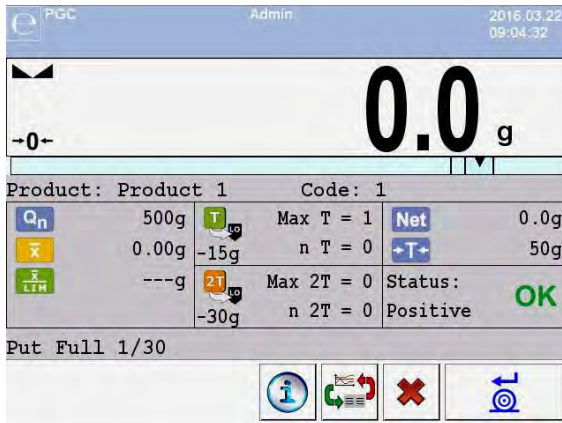 e PGC Admin 2016.03.22
09:04:32
→0← 0.0 g
Product: Product 1 Code: 1
Qn 500g T LO Max T = 1 Net 0.0g
x̄ 0.00g -15g n T = 0 →T← 50g
x̄ LIM ---g 2T LO Max 2T = 0 Status: OK
-30g n 2T = 0 Positive
Put Full 1/30
i